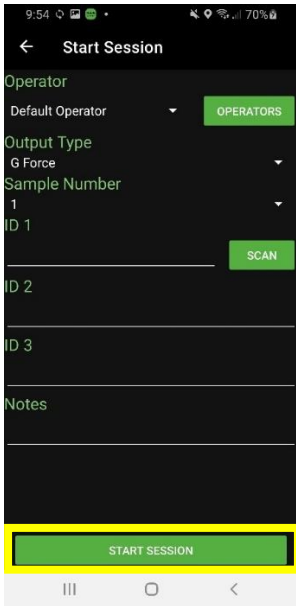 9:54
70%
Start Session
Operator
Default Operator
OPERATORS
Output Type
G Force
Sample Number
1
ID 1
SCAN
ID 2
ID 3
Notes
START SESSION